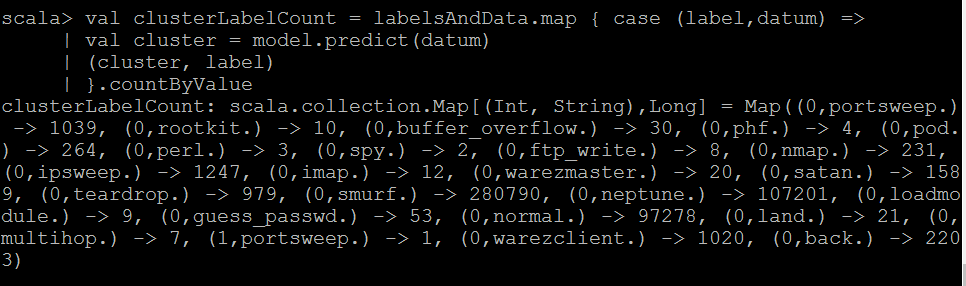 scala> val clusterLabelCount = labelsAndData.map { case (label,datum) =>
     | val cluster = model.predict(datum)
     | (cluster, label)
     | }.countByValue
clusterLabelCount: scala.collection.Map[(Int, String),Long] = Map((0,portsweep.)
 -> 1039, (0,rootkit.) -> 10, (0,buffer_overflow.) -> 30, (0,phf.) -> 4, (0,pod.
) -> 264, (0,perl.) -> 3, (0,spy.) -> 2, (0,ftp_write.) -> 8, (0,nmap.) -> 231,
(0,ipsweep.) -> 1247, (0,imap.) -> 12, (0,warezmaster.) -> 20, (0,satan.) -> 158
9, (0,teardrop.) -> 979, (0,smurf.) -> 280790, (0,neptune.) -> 107201, (0,loadmo
dule.) -> 9, (0,guess_passwd.) -> 53, (0,normal.) -> 97278, (0,land.) -> 21, (0,
multihop.) -> 7, (1,portsweep.) -> 1, (0,warezclient.) -> 1020, (0,back.) -> 220
3)